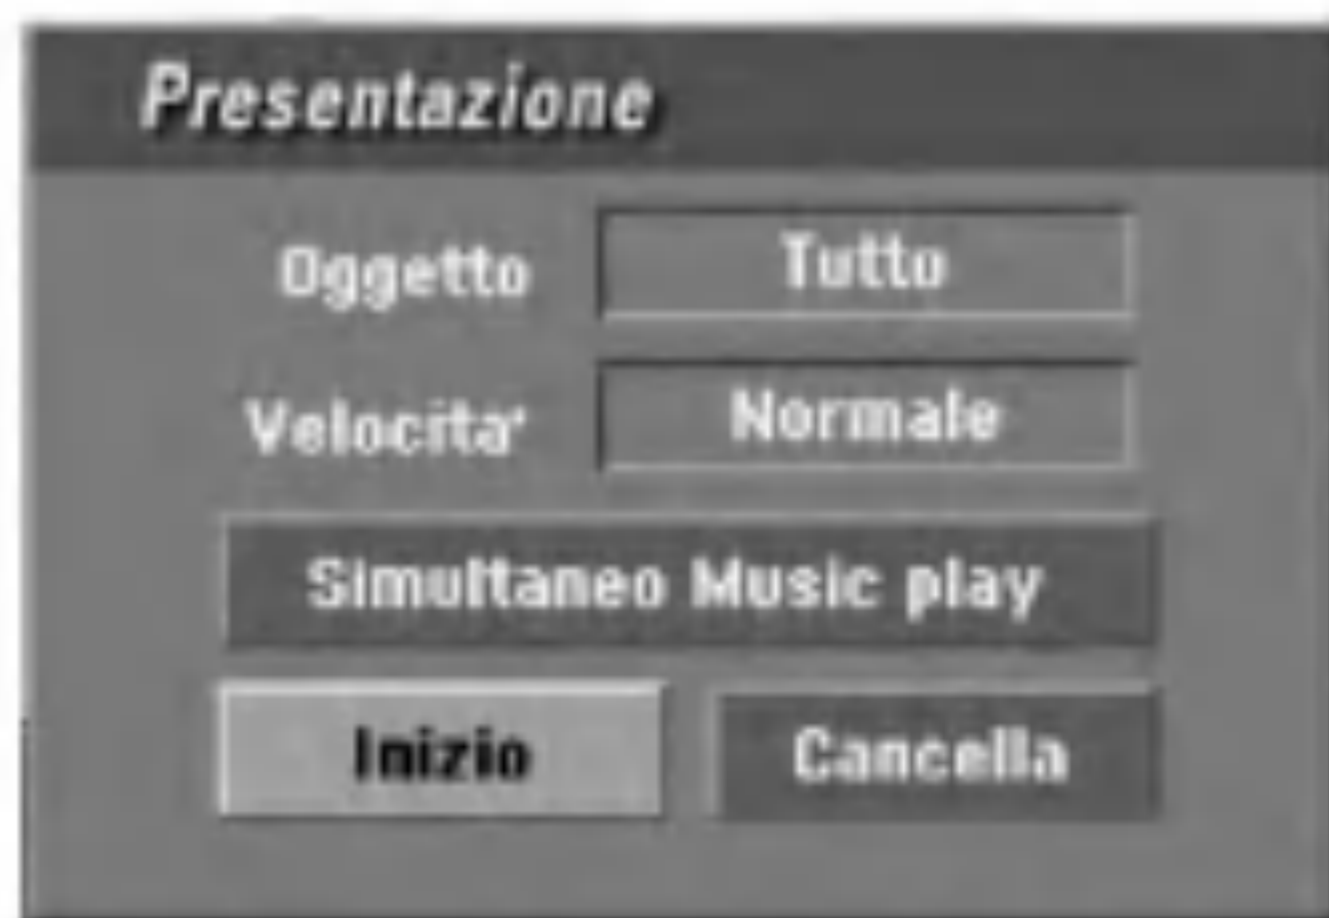 Presentazione
Oggetto Tutto
Velocita' Normale
Simultaneo Music play
Inizio Cancella